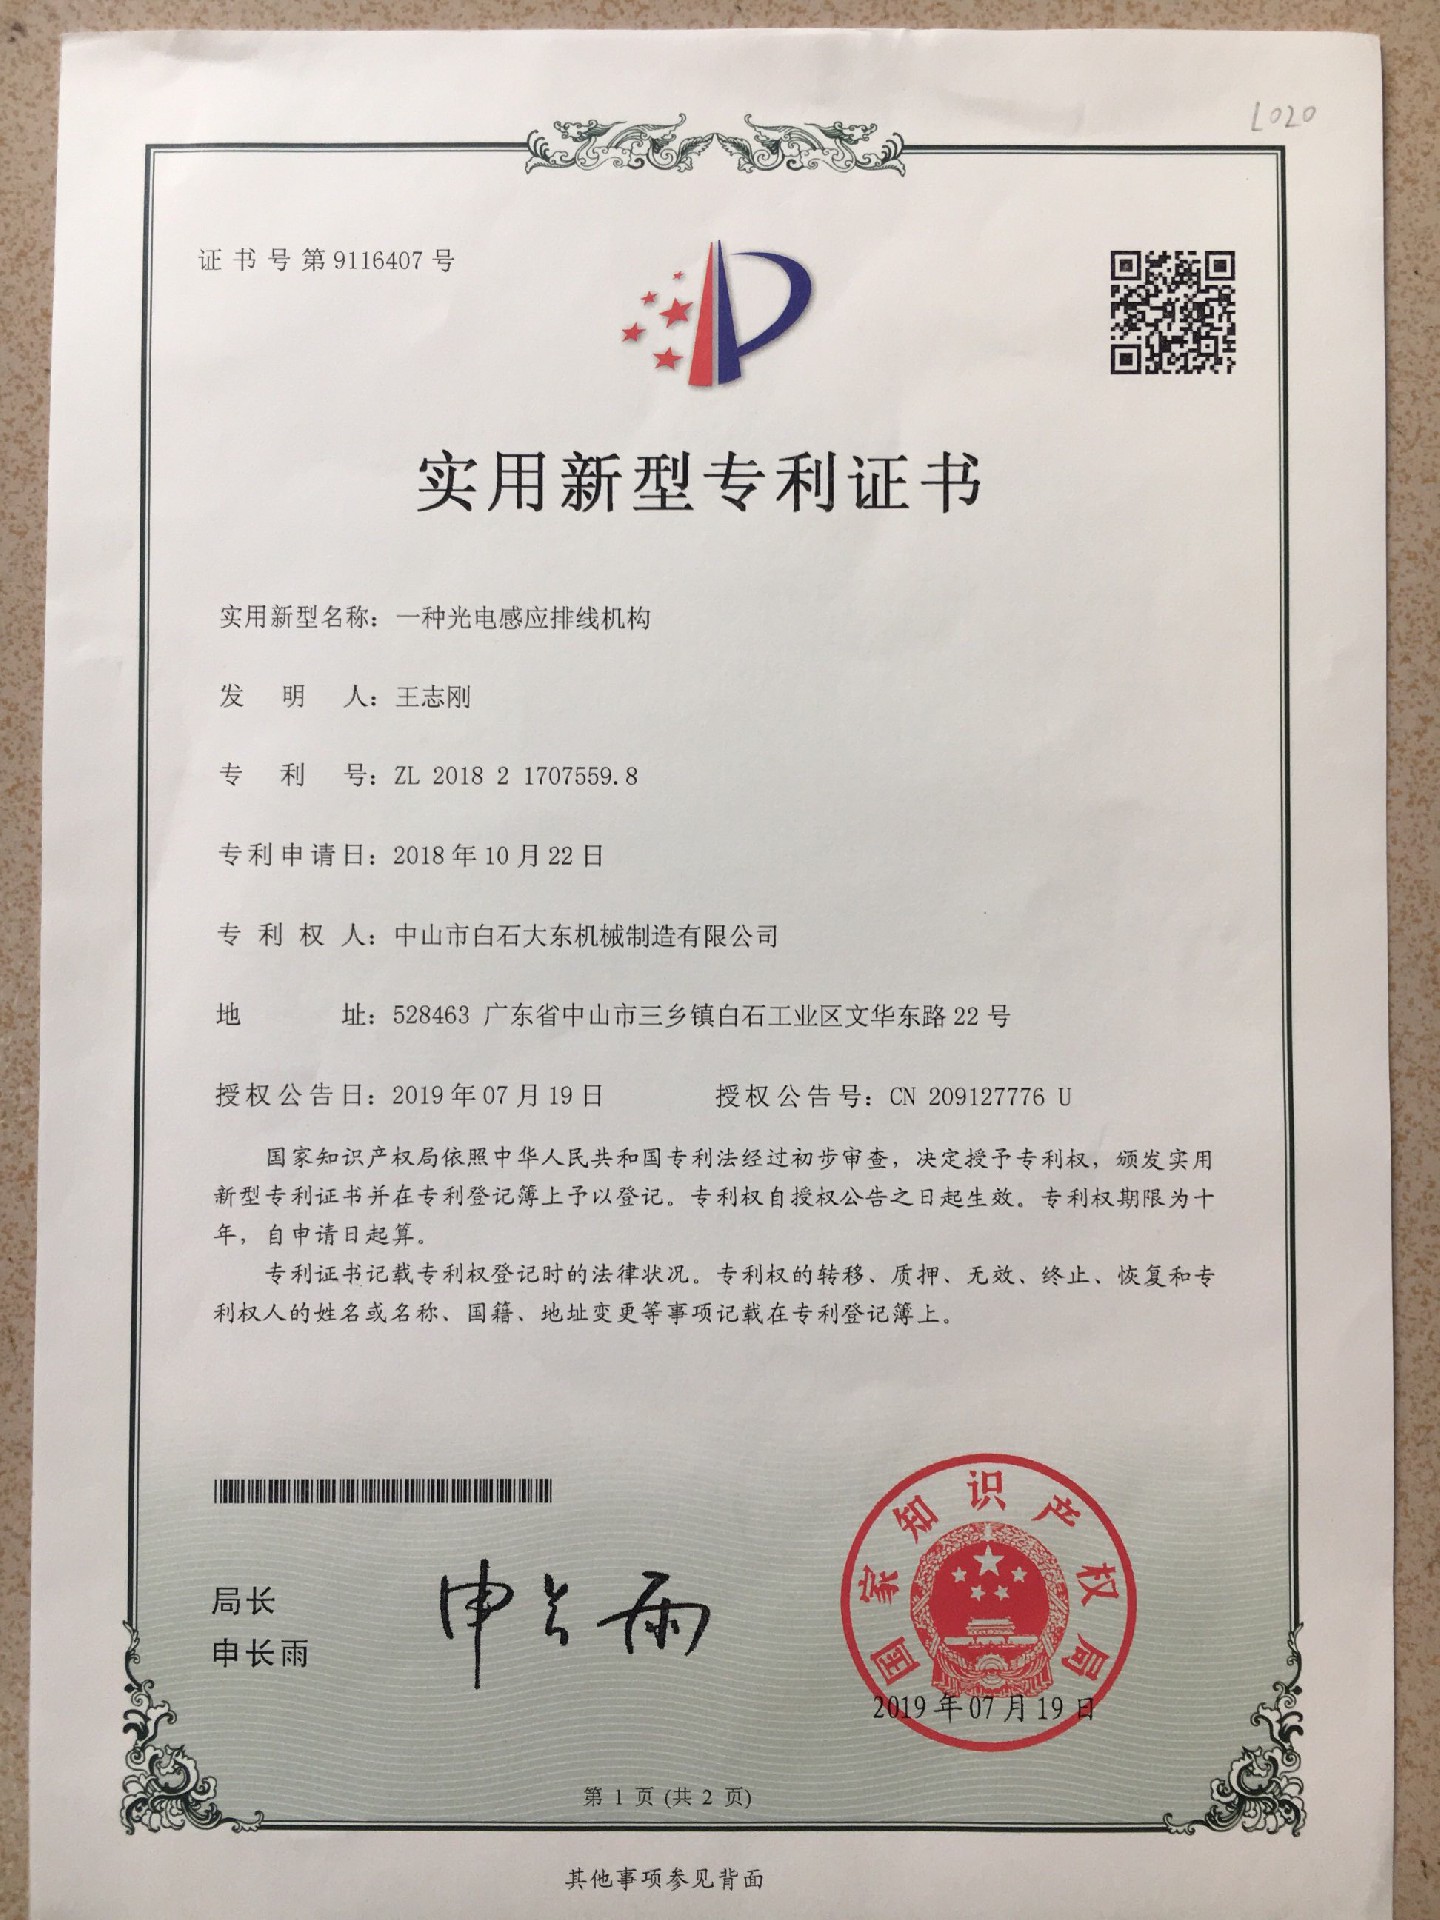 L020
证书号第9116407号
实用新型专利证书
实用新型名称：一种光电感应排线机构
发明人：王志刚
专利号：ZL 2018 2 1707559.8
专利申请日：2018年10月22日
专利权人：中山市白石大东机械制造有限公司
地址：528463 广东省中山市三乡镇白石工业区文华东路22号
授权公告日：2019年07月19日 授权公告号：CN 209127776 U
国家知识产权局依照中华人民共和国专利法经过初步审查，决定授予专利权，颁发实用
新型专利证书并在专利登记簿上予以登记。专利权自授权公告之日起生效。专利权期限为十
年，自申请日起算。
专利证书记载专利权登记时的法律状况。专利权的转移、质押、无效、终止、恢复和专
利权人的姓名或名称、国籍、地址变更等事项记载在专利登记簿上。
局长
申长雨
申长雨
国家知识产权局
2019年07月19日
第 1 页 (共 2 页)
其他事项参见背面